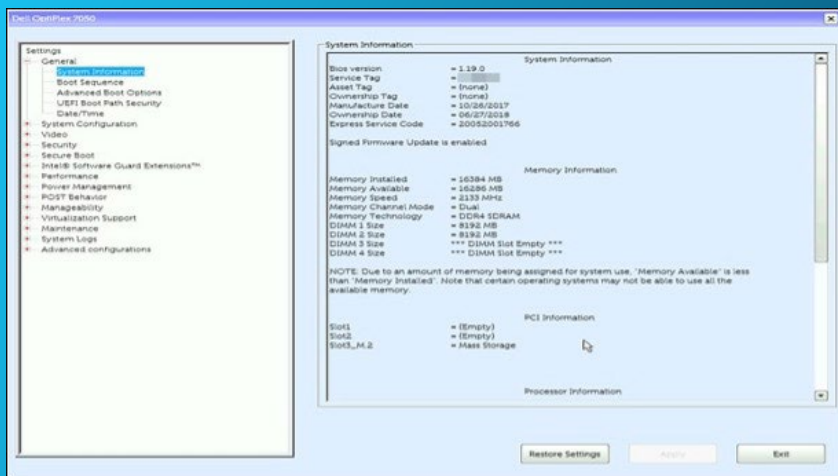 Dell OptiPlex 7050
Settings
General
System Information
Boot Sequence
Advanced Boot Options
UEFI Boot Path Security
Date/Time
System Configuration
Video
Security
Secure Boot
Intel® Software Guard Extensions™
Performance
Power Management
POST Behavior
Manageability
Virtualization Support
Maintenance
System Logs
Advanced configurations
System Information
System Information
Bios version = 1.19.0
Service Tag =
Asset Tag = (none)
Ownership Tag = (none)
Manufacture Date = 10/26/2017
Ownership Date = 06/27/2018
Express Service Code = 20052001766
Signed Firmware Update is enabled
Memory Information
Memory Installed = 16384 MB
Memory Available = 16286 MB
Memory Speed = 2133 MHz
Memory Channel Mode = Dual
Memory Technology = DDR4 SDRAM
DIMM 1 Size = 8192 MB
DIMM 2 Size = 8192 MB
DIMM 3 Size *** DIMM Slot Empty ***
DIMM 4 Size *** DIMM Slot Empty ***
NOTE: Due to an amount of memory being assigned for system use, 'Memory Available' is less
than 'Memory Installed'. Note that certain operating systems may not be able to use all the
available memory.
PCI Information
Slot1 = (Empty)
Slot2 = (Empty)
Slot3_M.2 = Mass Storage
Processor Information
Restore Settings Apply Exit